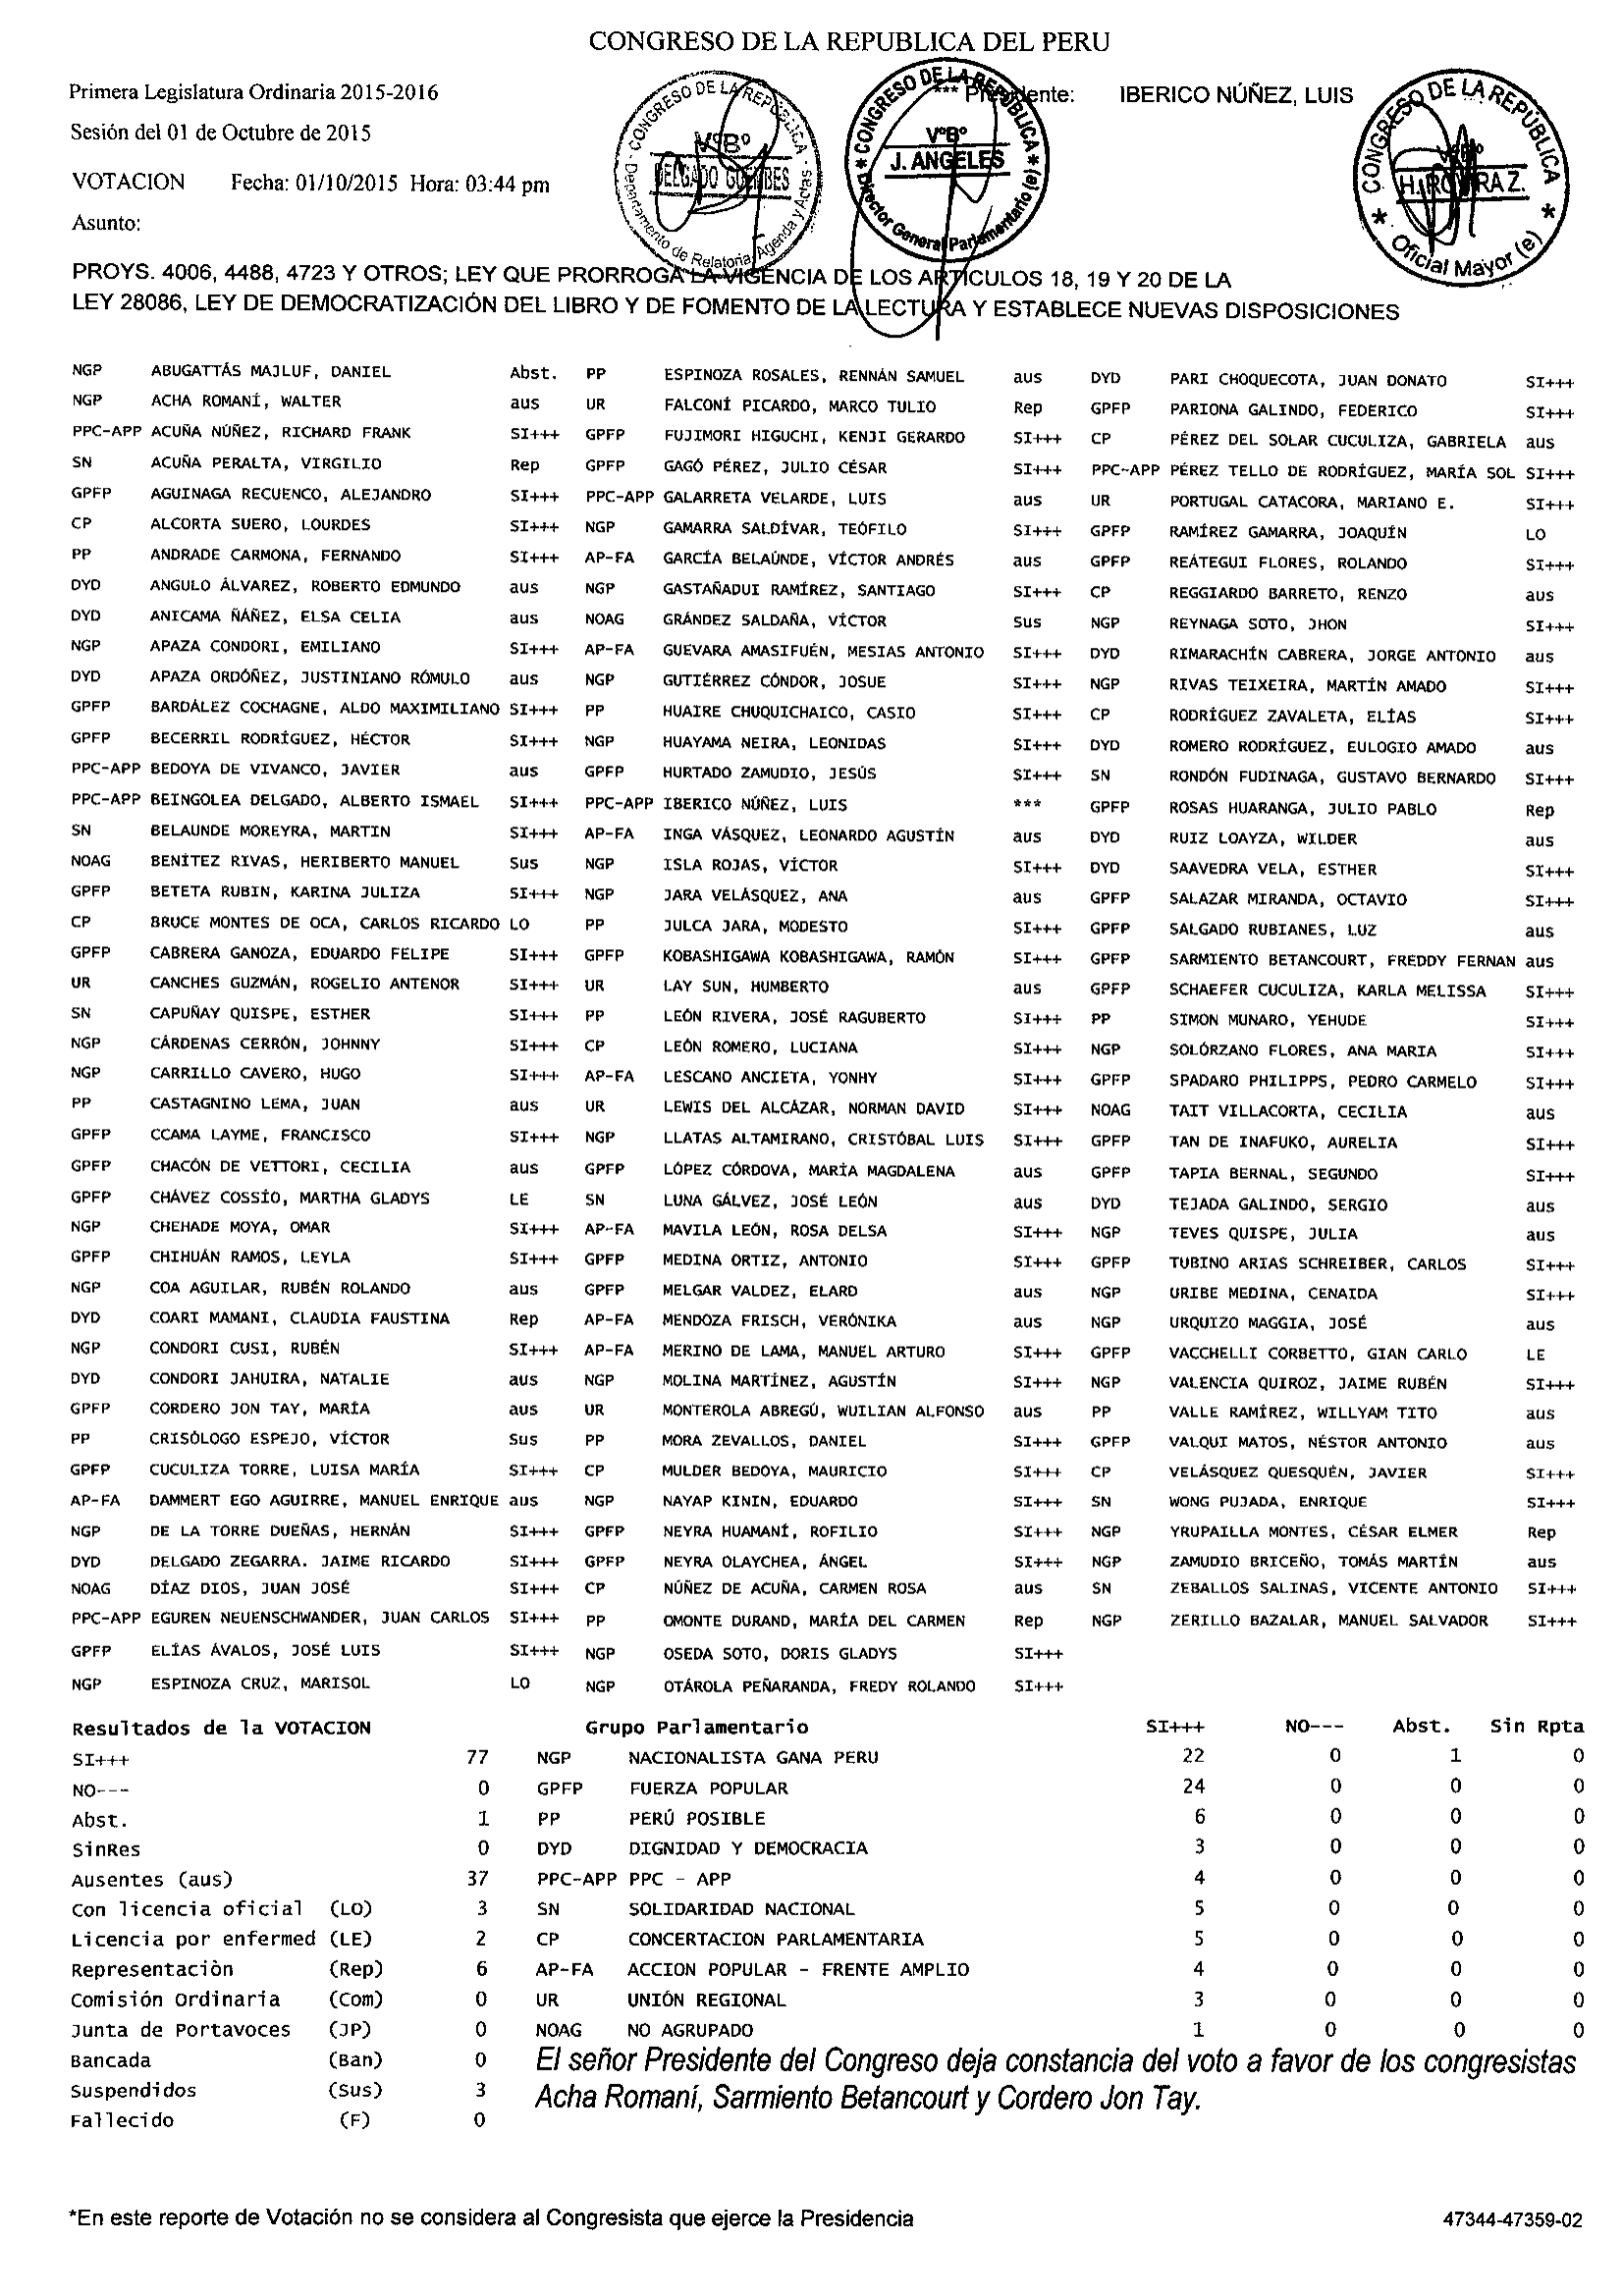 CONGRESO DE LA REPUBLICA DEL PERU
Primera Legislatura Ordinaria 2015-2016
*** Presidente: IBERICO NÚÑEZ, LUIS
Sesión del 01 de Octubre de 2015
VOTACION Fecha: 01/10/2015 Hora: 03:44 pm
Asunto:
CONGRESO DE LA REPUBLICA
VºBº
Departamento de Relatoria, Agenda y Actas
CONGRESO DE LA REPUBLICA
VºBº
J. ANGELES
Director General Parlamentario (e)
CONGRESO DE LA REPÚBLICA
Oficial Mayor (e)
PROYS. 4006, 4488, 4723 Y OTROS; LEY QUE PRORROGA LA VIGENCIA DE LOS ARTICULOS 18, 19 Y 20 DE LA
LEY 28086, LEY DE DEMOCRATIZACIÓN DEL LIBRO Y DE FOMENTO DE LA LECTURA Y ESTABLECE NUEVAS DISPOSICIONES
NGP ABUGATTÁS MAJLUF, DANIEL Abst.
NGP ACHA ROMANÍ, WALTER aus
PPC-APP ACUÑA NÚÑEZ, RICHARD FRANK SI+++
SN ACUÑA PERALTA, VIRGILIO Rep
GPFP AGUINAGA RECUENCO, ALEJANDRO SI+++
CP ALCORTA SUERO, LOURDES SI+++
PP ANDRADE CARMONA, FERNANDO SI+++
DYD ANGULO ÁLVAREZ, ROBERTO EDMUNDO aus
DYD ANICAMA ÑÁÑEZ, ELSA CELIA aus
NGP APAZA CONDORI, EMILIANO SI+++
DYD APAZA ORDÓÑEZ, JUSTINIANO RÓMULO aus
GPFP BARDÁLEZ COCHAGNE, ALDO MAXIMILIANO SI+++
GPFP BECERRIL RODRÍGUEZ, HÉCTOR SI+++
PPC-APP BEDOYA DE VIVANCO, JAVIER aus
PPC-APP BEINGOLEA DELGADO, ALBERTO ISMAEL SI+++
SN BELAUNDE MOREYRA, MARTIN SI+++
NOAG BENÍTEZ RIVAS, HERIBERTO MANUEL Sus
GPFP BETETA RUBIN, KARINA JULIZA SI+++
CP BRUCE MONTES DE OCA, CARLOS RICARDO LO
GPFP CABRERA GANOZA, EDUARDO FELIPE SI+++
UR CANCHES GUZMÁN, ROGELIO ANTENOR SI+++
SN CAPUÑAY QUISPE, ESTHER SI+++
NGP CÁRDENAS CERRÓN, JOHNNY SI+++
NGP CARRILLO CAVERO, HUGO SI+++
PP CASTAGNINO LEMA, JUAN aus
GPFP CCAMA LAYME, FRANCISCO SI+++
GPFP CHACÓN DE VETTORI, CECILIA aus
GPFP CHÁVEZ COSSÍO, MARTHA GLADYS LE
NGP CHEHADE MOYA, OMAR SI+++
GPFP CHIHUÁN RAMOS, LEYLA SI+++
NGP COA AGUILAR, RUBÉN ROLANDO aus
DYD COARI MAMANI, CLAUDIA FAUSTINA Rep
NGP CONDORI CUSI, RUBÉN SI+++
DYD CONDORI JAHUIRA, NATALIE aus
GPFP CORDERO JON TAY, MARÍA aus
PP CRISÓLOGO ESPEJO, VÍCTOR Sus
GPFP CUCULIZA TORRE, LUISA MARÍA SI+++
AP-FA DAMMERT EGO AGUIRRE, MANUEL ENRIQUE aus
NGP DE LA TORRE DUEÑAS, HERNÁN SI+++
DYD DELGADO ZEGARRA. JAIME RICARDO SI+++
NOAG DÍAZ DIOS, JUAN JOSÉ SI+++
PPC-APP EGUREN NEUENSCHWANDER, JUAN CARLOS SI+++
GPFP ELÍAS ÁVALOS, JOSÉ LUIS SI+++
NGP ESPINOZA CRUZ, MARISOL LO
PP ESPINOZA ROSALES, RENNÁN SAMUEL aus
UR FALCONÍ PICARDO, MARCO TULIO Rep
GPFP FUJIMORI HIGUCHI, KENJI GERARDO SI+++
GPFP GAGÓ PÉREZ, JULIO CÉSAR SI+++
PPC-APP GALARRETA VELARDE, LUIS aus
NGP GAMARRA SALDÍVAR, TEÓFILO SI+++
AP-FA GARCÍA BELAÚNDE, VÍCTOR ANDRÉS aus
NGP GASTAÑADUI RAMÍREZ, SANTIAGO SI+++
NOAG GRÁNDEZ SALDAÑA, VÍCTOR Sus
AP-FA GUEVARA AMASIFUÉN, MESIAS ANTONIO SI+++
NGP GUTIÉRREZ CÓNDOR, JOSUE SI+++
PP HUAIRE CHUQUICHAICO, CASIO SI+++
NGP HUAYAMA NEIRA, LEONIDAS SI+++
GPFP HURTADO ZAMUDIO, JESÚS SI+++
PPC-APP IBERICO NÚÑEZ, LUIS ***
AP-FA INGA VÁSQUEZ, LEONARDO AGUSTÍN aus
NGP ISLA ROJAS, VÍCTOR SI+++
NGP JARA VELÁSQUEZ, ANA aus
PP JULCA JARA, MODESTO SI+++
GPFP KOBASHIGAWA KOBASHIGAWA, RAMÓN SI+++
UR LAY SUN, HUMBERTO aus
PP LEÓN RIVERA, JOSÉ RAGUBERTO SI+++
CP LEÓN ROMERO, LUCIANA SI+++
AP-FA LESCANO ANCIETA, YONHY SI+++
UR LEWIS DEL ALCÁZAR, NORMAN DAVID SI+++
NGP LLATAS ALTAMIRANO, CRISTÓBAL LUIS SI+++
GPFP LÓPEZ CÓRDOVA, MARÍA MAGDALENA aus
SN LUNA GÁLVEZ, JOSÉ LEÓN aus
AP-FA MAVILA LEÓN, ROSA DELSA SI+++
GPFP MEDINA ORTIZ, ANTONIO SI+++
GPFP MELGAR VALDEZ, ELARD aus
AP-FA MENDOZA FRISCH, VERÓNIKA aus
AP-FA MERINO DE LAMA, MANUEL ARTURO SI+++
NGP MOLINA MARTÍNEZ, AGUSTÍN SI+++
UR MONTEROLA ABREGÚ, WUILIAN ALFONSO aus
PP MORA ZEVALLOS, DANIEL SI+++
CP MULDER BEDOYA, MAURICIO SI+++
NGP NAYAP KININ, EDUARDO SI+++
GPFP NEYRA HUAMANÍ, ROFILIO SI+++
GPFP NEYRA OLAYCHEA, ÁNGEL SI+++
CP NÚÑEZ DE ACUÑA, CARMEN ROSA aus
PP OMONTE DURAND, MARÍA DEL CARMEN Rep
NGP OSEDA SOTO, DORIS GLADYS SI+++
NGP OTÁROLA PEÑARANDA, FREDY ROLANDO SI+++
DYD PARI CHOQUECOTA, JUAN DONATO SI+++
GPFP PARIONA GALINDO, FEDERICO SI+++
CP PÉREZ DEL SOLAR CUCULIZA, GABRIELA aus
PPC-APP PÉREZ TELLO DE RODRÍGUEZ, MARÍA SOL SI+++
UR PORTUGAL CATACORA, MARIANO E. SI+++
GPFP RAMÍREZ GAMARRA, JOAQUÍN LO
GPFP REÁTEGUI FLORES, ROLANDO SI+++
CP REGGIARDO BARRETO, RENZO aus
NGP REYNAGA SOTO, JHON SI+++
DYD RIMARACHÍN CABRERA, JORGE ANTONIO aus
NGP RIVAS TEIXEIRA, MARTÍN AMADO SI+++
CP RODRÍGUEZ ZAVALETA, ELÍAS SI+++
DYD ROMERO RODRÍGUEZ, EULOGIO AMADO aus
SN RONDÓN FUDINAGA, GUSTAVO BERNARDO SI+++
GPFP ROSAS HUARANGA, JULIO PABLO Rep
DYD RUIZ LOAYZA, WILDER aus
DYD SAAVEDRA VELA, ESTHER SI+++
GPFP SALAZAR MIRANDA, OCTAVIO SI+++
GPFP SALGADO RUBIANES, LUZ aus
GPFP SARMIENTO BETANCOURT, FREDDY FERNAN aus
GPFP SCHAEFER CUCULIZA, KARLA MELISSA SI+++
PP SIMON MUNARO, YEHUDE SI+++
NGP SOLÓRZANO FLORES, ANA MARIA SI+++
GPFP SPADARO PHILIPPS, PEDRO CARMELO SI+++
NOAG TAIT VILLACORTA, CECILIA aus
GPFP TAN DE INAFUKO, AURELIA SI+++
GPFP TAPIA BERNAL, SEGUNDO SI+++
DYD TEJADA GALINDO, SERGIO aus
NGP TEVES QUISPE, JULIA aus
GPFP TUBINO ARIAS SCHREIBER, CARLOS SI+++
NGP URIBE MEDINA, CENAIDA SI+++
NGP URQUIZO MAGGIA, JOSÉ aus
GPFP VACCHELLI CORBETTO, GIAN CARLO LE
NGP VALENCIA QUIROZ, JAIME RUBÉN SI+++
PP VALLE RAMÍREZ, WILLYAM TITO aus
GPFP VALQUI MATOS, NÉSTOR ANTONIO aus
CP VELÁSQUEZ QUESQUÉN, JAVIER SI+++
SN WONG PUJADA, ENRIQUE SI+++
NGP YRUPAILLA MONTES, CÉSAR ELMER Rep
NGP ZAMUDIO BRICEÑO, TOMÁS MARTÍN aus
SN ZEBALLOS SALINAS, VICENTE ANTONIO SI+++
NGP ZERILLO BAZALAR, MANUEL SALVADOR SI+++
Resultados de la VOTACION
SI+++ 77
NO--- 0
Abst. 1
SinRes 0
Ausentes (aus) 37
Con licencia oficial (LO) 3
Licencia por enfermed (LE) 2
Representación (Rep) 6
Comisión Ordinaria (Com) 0
Junta de Portavoces (JP) 0
Bancada (Ban) 0
Suspendidos (Sus) 3
Fallecido (F) 0
Grupo Parlamentario SI+++ NO--- Abst. Sin Rpta
NGP NACIONALISTA GANA PERU 22 0 1 0
GPFP FUERZA POPULAR 24 0 0 0
PP PERÚ POSIBLE 6 0 0 0
DYD DIGNIDAD Y DEMOCRACIA 3 0 0 0
PPC-APP PPC - APP 4 0 0 0
SN SOLIDARIDAD NACIONAL 5 0 0 0
CP CONCERTACION PARLAMENTARIA 5 0 0 0
AP-FA ACCION POPULAR - FRENTE AMPLIO 4 0 0 0
UR UNIÓN REGIONAL 3 0 0 0
NOAG NO AGRUPADO 1 0 0 0
El señor Presidente del Congreso deja constancia del voto a favor de los congresistas
Acha Romaní, Sarmiento Betancourt y Cordero Jon Tay.
*En este reporte de Votación no se considera al Congresista que ejerce la Presidencia
47344-47359-02